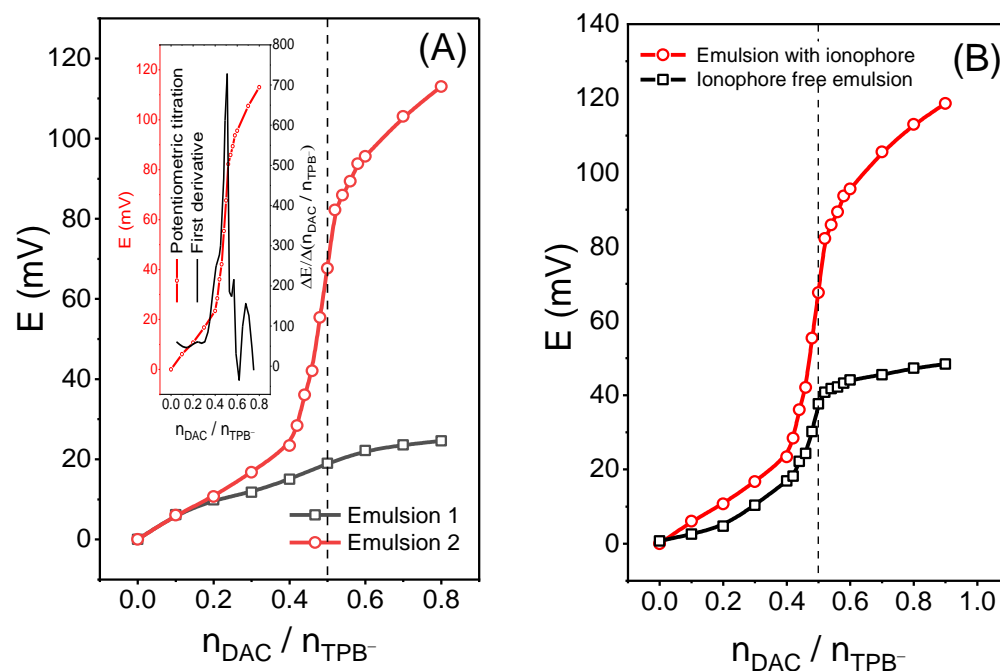 (A)
E (mV)
120
100
80
60
40
20
0
0.0 0.2 0.4 0.6 0.8
n_DAC / n_TPB⁻
Emulsion 1
Emulsion 2
E (mV)
120
100
80
60
40
20
0
Potentiometric titration
First derivative
800
700
600
500
400
300
200
100
0
ΔE/Δ(n_DAC / n_TPB⁻)
0.0 0.2 0.4 0.6 0.8
n_DAC / n_TPB⁻
(B)
Emulsion with ionophore
Ionophore free emulsion
E (mV)
140
120
100
80
60
40
20
0
0.0 0.2 0.4 0.6 0.8 1.0
n_DAC / n_TPB⁻